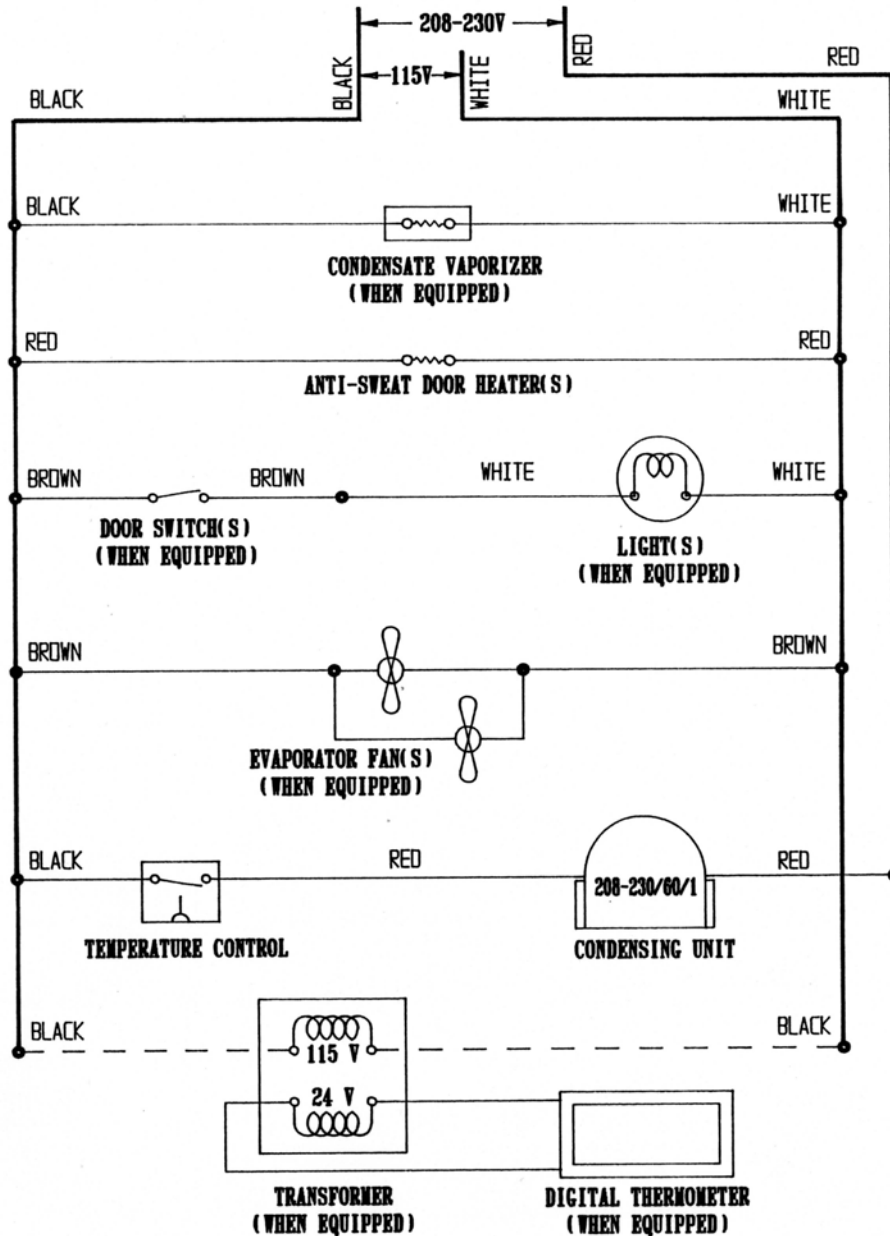 208-230V
BLACK
115V
WHITE
RED
RED
BLACK
WHITE
BLACK
WHITE
CONDENSATE VAPORIZER
(WHEN EQUIPPED)
RED
RED
ANTI-SWEAT DOOR HEATER(S)
BROWN
BROWN
WHITE
WHITE
DOOR SWITCH(S)
(WHEN EQUIPPED)
LIGHT(S)
(WHEN EQUIPPED)
BROWN
BROWN
EVAPORATOR FAN(S)
(WHEN EQUIPPED)
BLACK
RED
RED
208-230/60/1
TEMPERATURE CONTROL
CONDENSING UNIT
BLACK
BLACK
115 V
24 V
TRANSFORMER
(WHEN EQUIPPED)
DIGITAL THERMOMETER
(WHEN EQUIPPED)